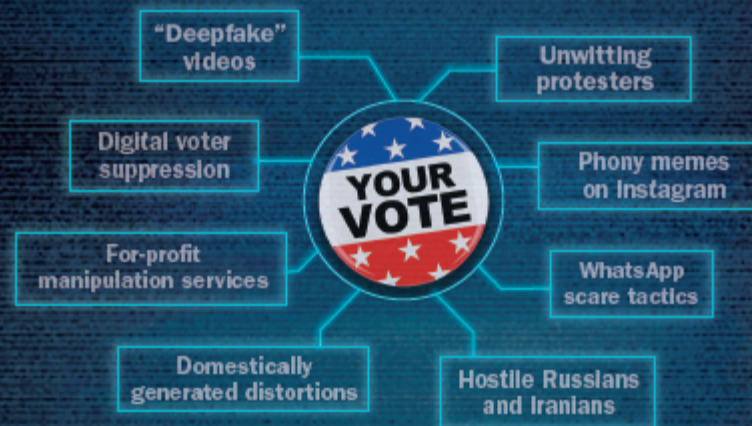 "Deepfake"
videos
Unwitting
protesters
Digital voter
suppression
Phony memes
on Instagram
YOUR
VOTE
For-profit
manipulation services
WhatsApp
scare tactics
Domestically
generated distortions
Hostile Russians
and Iranians